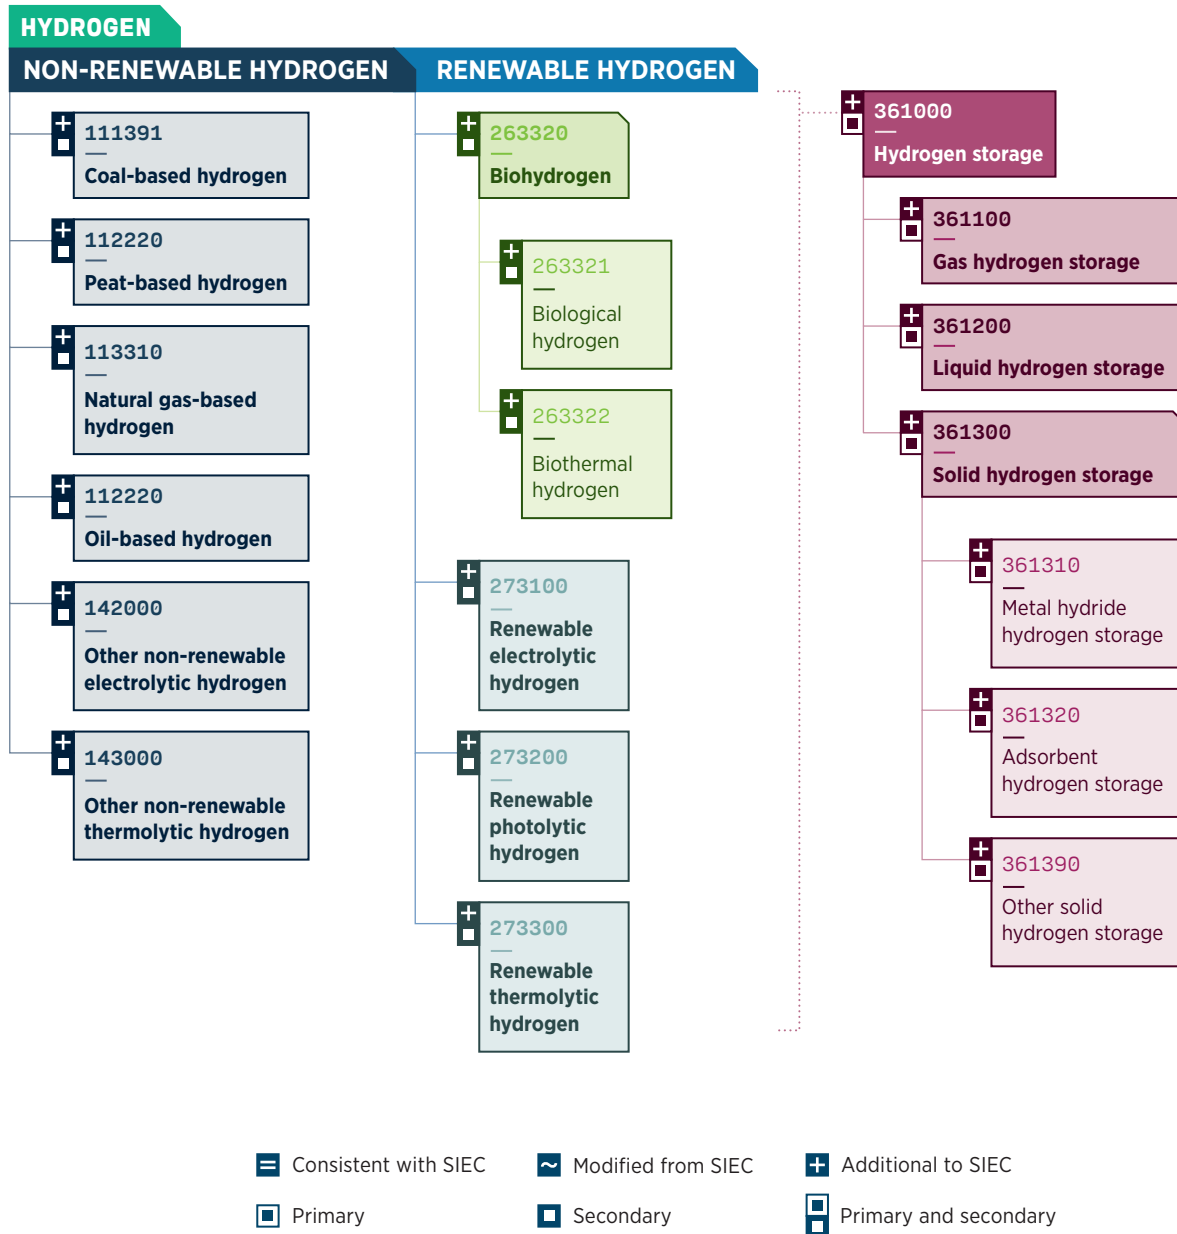 HYDROGEN
NON-RENEWABLE HYDROGEN
RENEWABLE HYDROGEN
111391
Coal-based hydrogen
112220
Peat-based hydrogen
113310
Natural gas-based
hydrogen
112220
Oil-based hydrogen
142000
Other non-renewable
electrolytic hydrogen
143000
Other non-renewable
thermolytic hydrogen
263320
Biohydrogen
263321
Biological
hydrogen
263322
Biothermal
hydrogen
273100
Renewable
electrolytic
hydrogen
273200
Renewable
photolytic
hydrogen
273300
Renewable
thermolytic
hydrogen
361000
Hydrogen storage
361100
Gas hydrogen storage
361200
Liquid hydrogen storage
361300
Solid hydrogen storage
361310
Metal hydride
hydrogen storage
361320
Adsorbent
hydrogen storage
361390
Other solid
hydrogen storage
= Consistent with SIEC
~ Modified from SIEC
+ Additional to SIEC
Primary
Secondary
Primary and secondary